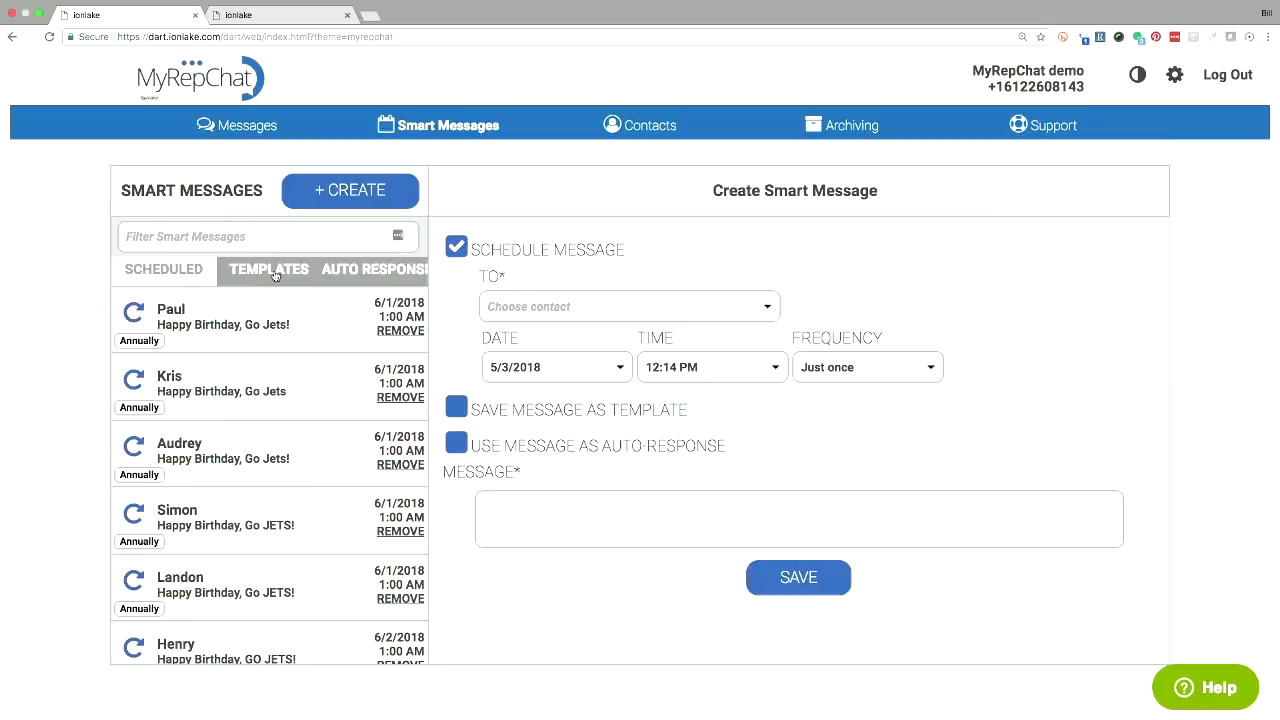 ionlake
ionlake
Bill
Secure
https://dart.ionlake.com/dart/web/index.html?theme=myrepchat
MyRepChat
MyRepChat demo
+16122608143
Log Out
Messages
Smart Messages
Contacts
Archiving
Support
SMART MESSAGES
+ CREATE
Create Smart Message
Filter Smart Messages
SCHEDULED
TEMPLATES
AUTO RESPONS
Paul
Happy Birthday, Go Jets!
Annually
6/1/2018
1:00 AM
REMOVE
Kris
Happy Birthday, Go Jets
Annually
6/1/2018
1:00 AM
REMOVE
Audrey
Happy Birthday, Go Jets!
Annually
6/1/2018
1:00 AM
REMOVE
Simon
Happy Birthday, Go JETS!
Annually
6/1/2018
1:00 AM
REMOVE
Landon
Happy Birthday, Go JETS!
Annually
6/1/2018
1:00 AM
REMOVE
Henry
Happy Birthday, GO JETS!
6/2/2018
1:00 AM
REMOVE
SCHEDULE MESSAGE
TO*
Choose contact
DATE
TIME
FREQUENCY
5/3/2018
12:14 PM
Just once
SAVE MESSAGE AS TEMPLATE
USE MESSAGE AS AUTO-RESPONSE
MESSAGE*
SAVE
Help